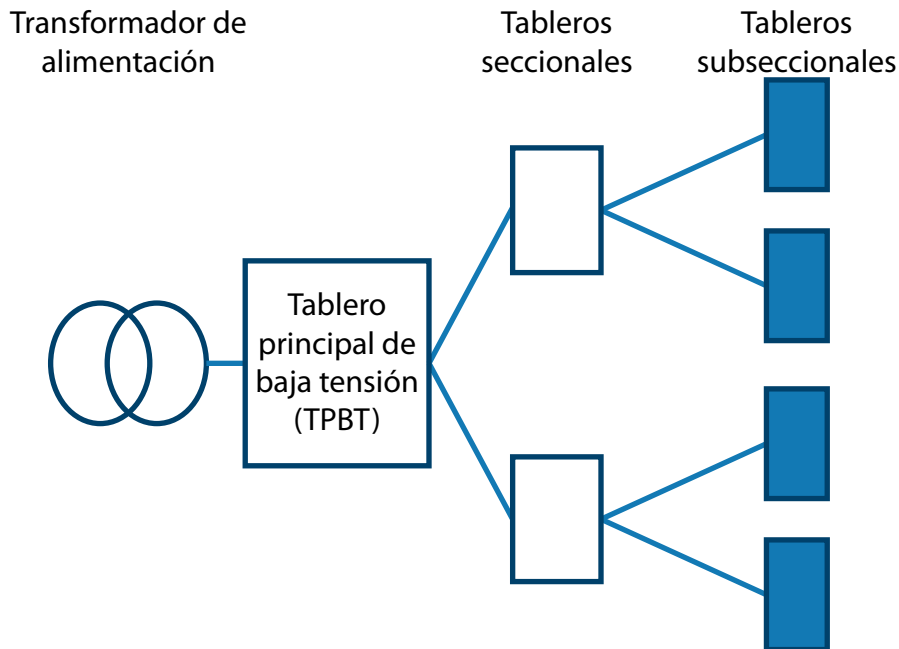 Transformador de
alimentación
Tableros
seccionales
Tableros
subseccionales
Tablero
principal de
baja tensión
(TPBT)